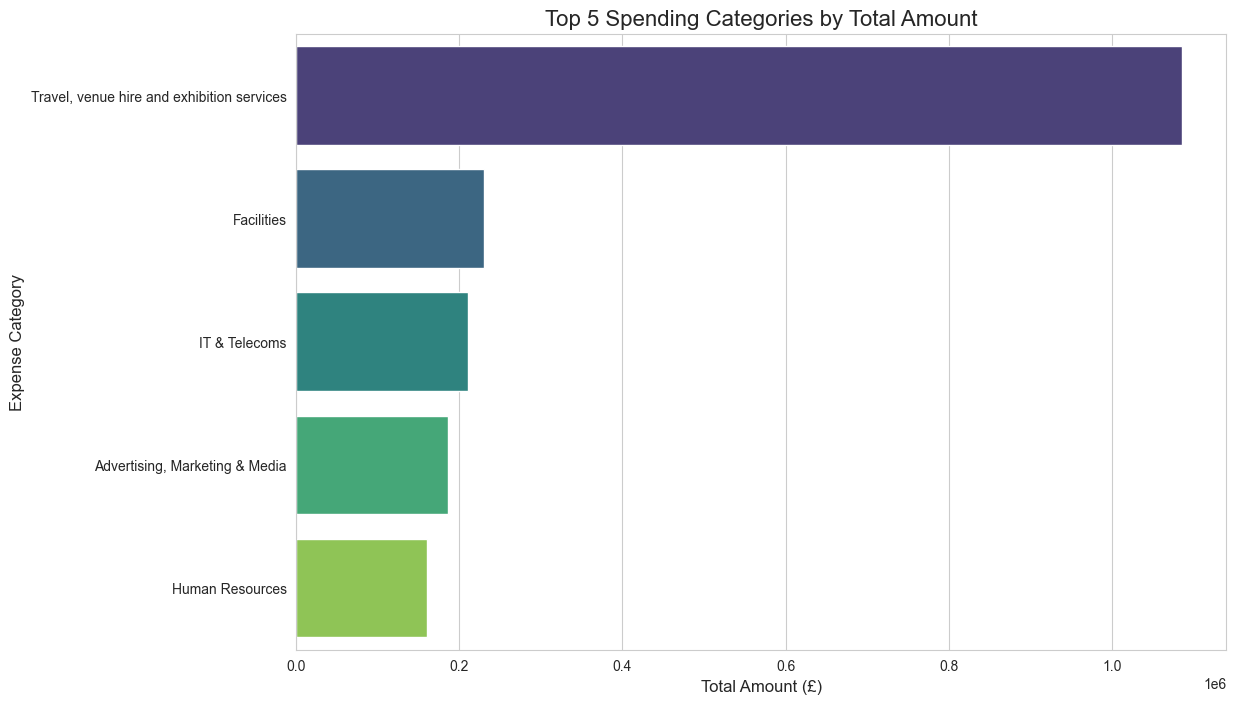 Top 5 Spending Categories by Total Amount
Expense Category
Travel, venue hire and exhibition services
Facilities
IT & Telecoms
Advertising, Marketing & Media
Human Resources
0.0 0.2 0.4 0.6 0.8 1.0
1e6
Total Amount (£)